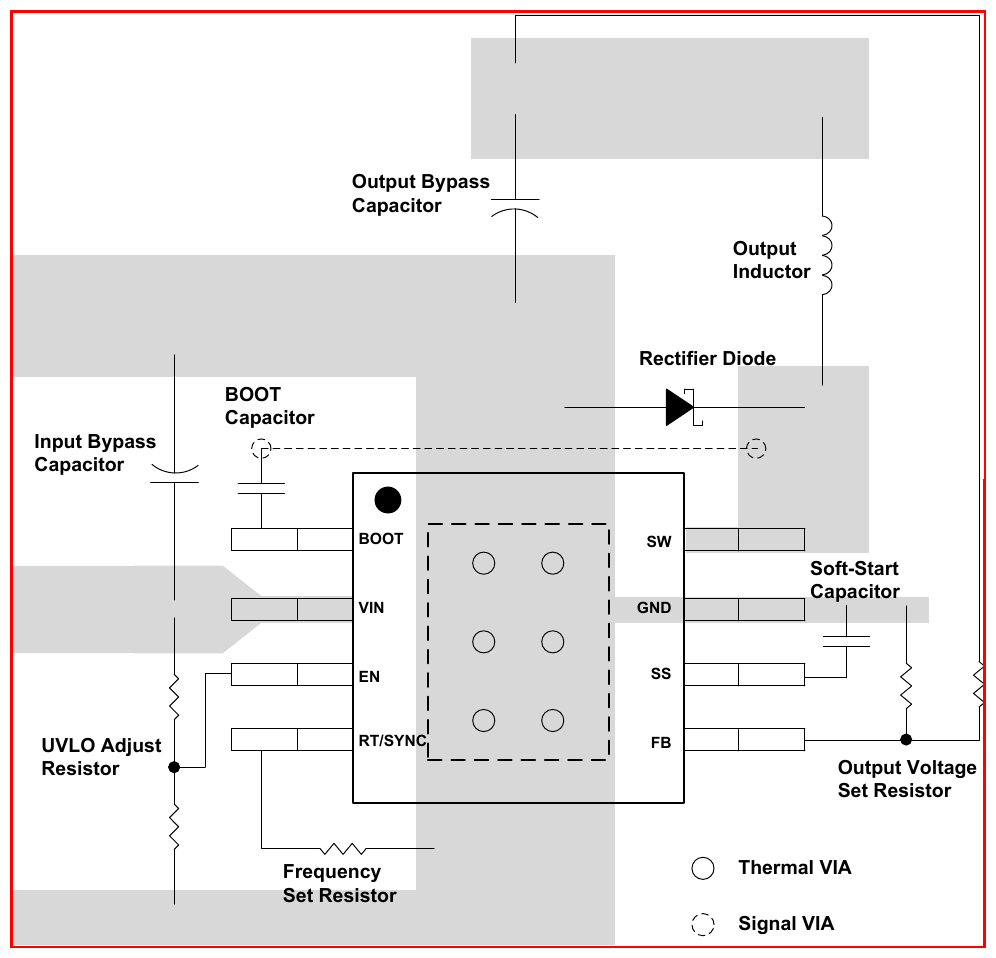 Output Bypass
Capacitor
Output
Inductor
Rectifier Diode
BOOT
Capacitor
Input Bypass
Capacitor
BOOT
SW
Soft-Start
Capacitor
VIN
GND
EN
SS
RT/SYNC
FB
UVLO Adjust
Resistor
Output Voltage
Set Resistor
Frequency
Set Resistor
Thermal VIA
Signal VIA